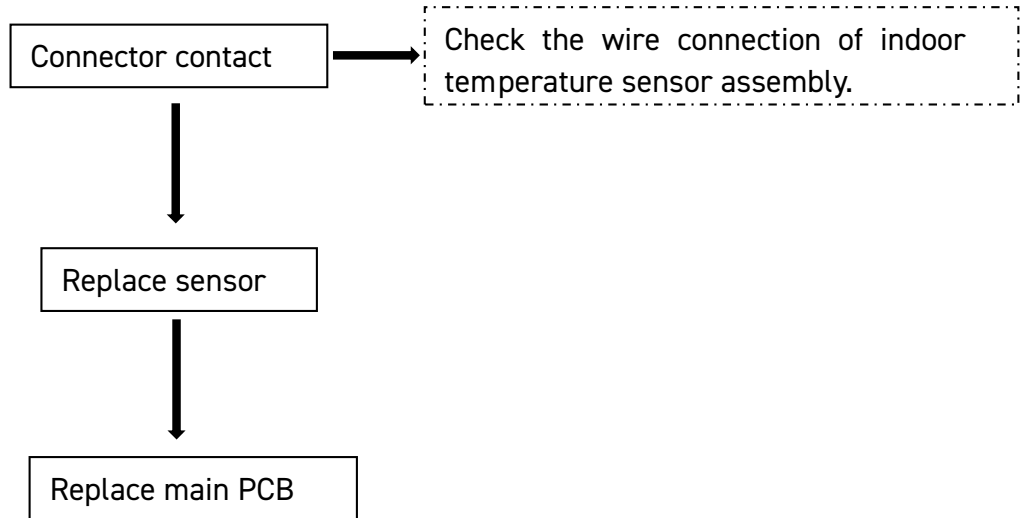 Connector contact
Check the wire connection of indoor
temperature sensor assembly.
Replace sensor
Replace main PCB